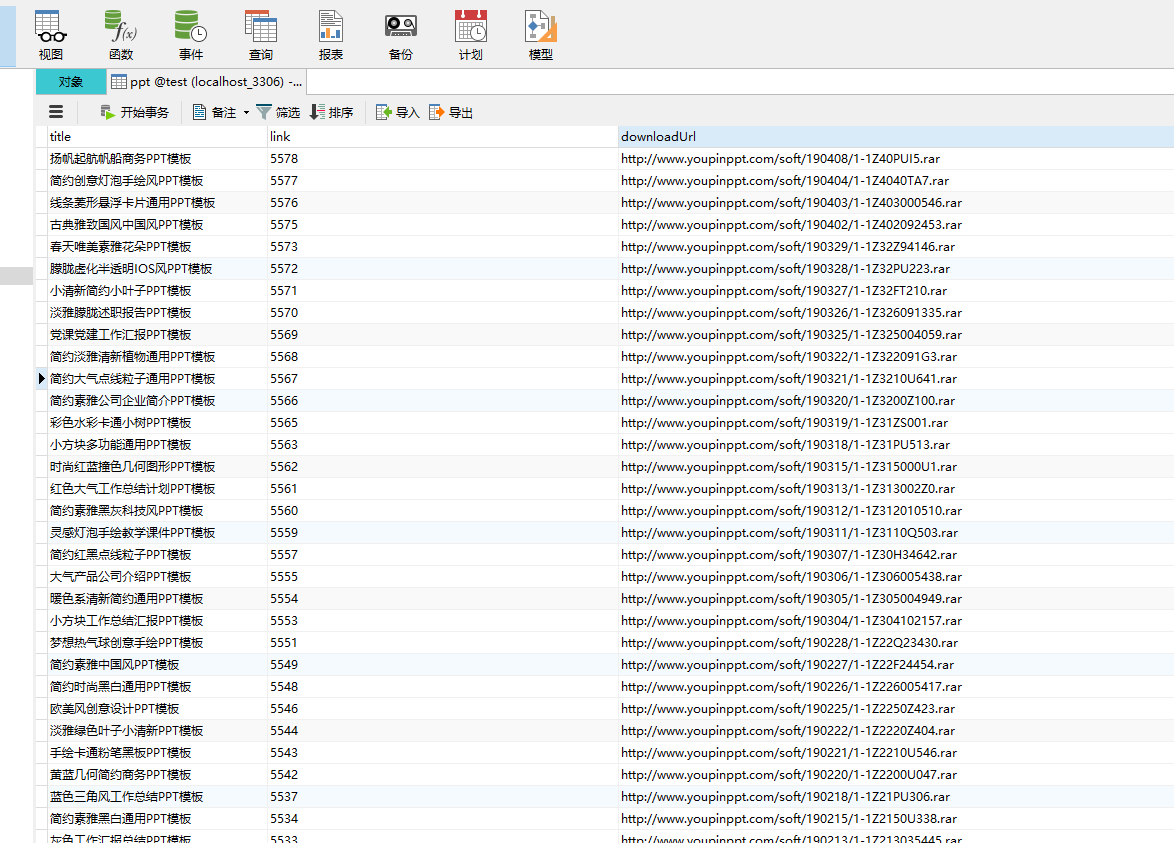 视图 函数 事件 查询 报表 备份 计划 模型
对象 ppt @test (localhost_3306) -...
开始事务 备注 筛选 排序 导入 导出
title link downloadUrl
扬帆起航帆船商务PPT模板 5578 http://www.youpinppt.com/soft/190408/1-1Z40PUI5.rar
简约创意灯泡手绘风PPT模板 5577 http://www.youpinppt.com/soft/190404/1-1Z4040TA7.rar
线条菱形悬浮卡片通用PPT模板 5576 http://www.youpinppt.com/soft/190403/1-1Z403000546.rar
古典雅致国风中国风PPT模板 5575 http://www.youpinppt.com/soft/190402/1-1Z402092453.rar
春天唯美素雅花朵PPT模板 5573 http://www.youpinppt.com/soft/190329/1-1Z32Z94146.rar
朦胧虚化半透明IOS风PPT模板 5572 http://www.youpinppt.com/soft/190328/1-1Z32PU223.rar
小清新简约小叶子PPT模板 5571 http://www.youpinppt.com/soft/190327/1-1Z32FT210.rar
淡雅朦胧述职报告PPT模板 5570 http://www.youpinppt.com/soft/190326/1-1Z326091335.rar
党课党建工作汇报PPT模板 5569 http://www.youpinppt.com/soft/190325/1-1Z325004059.rar
简约淡雅清新植物通用PPT模板 5568 http://www.youpinppt.com/soft/190322/1-1Z322091G3.rar
简约大气点线粒子通用PPT模板 5567 http://www.youpinppt.com/soft/190321/1-1Z3210U641.rar
简约素雅公司企业简介PPT模板 5566 http://www.youpinppt.com/soft/190320/1-1Z3200Z100.rar
彩色水彩卡通小树PPT模板 5565 http://www.youpinppt.com/soft/190319/1-1Z31ZS001.rar
小方块多功能通用PPT模板 5563 http://www.youpinppt.com/soft/190318/1-1Z31PU513.rar
时尚红蓝撞色几何图形PPT模板 5562 http://www.youpinppt.com/soft/190315/1-1Z315000U1.rar
红色大气工作总结计划PPT模板 5561 http://www.youpinppt.com/soft/190313/1-1Z313002Z0.rar
简约素雅黑灰科技风PPT模板 5560 http://www.youpinppt.com/soft/190312/1-1Z312010510.rar
灵感灯泡手绘教学课件PPT模板 5559 http://www.youpinppt.com/soft/190311/1-1Z3110Q503.rar
简约红黑点线粒子PPT模板 5557 http://www.youpinppt.com/soft/190307/1-1Z30H34642.rar
大气产品公司介绍PPT模板 5555 http://www.youpinppt.com/soft/190306/1-1Z306005438.rar
暖色系清新简约通用PPT模板 5554 http://www.youpinppt.com/soft/190305/1-1Z305004949.rar
小方块工作总结汇报PPT模板 5553 http://www.youpinppt.com/soft/190304/1-1Z304102157.rar
梦想热气球创意手绘PPT模板 5551 http://www.youpinppt.com/soft/190228/1-1Z22Q23430.rar
简约素雅中国风PPT模板 5549 http://www.youpinppt.com/soft/190227/1-1Z22F24454.rar
简约时尚黑白通用PPT模板 5548 http://www.youpinppt.com/soft/190226/1-1Z226005417.rar
欧美风创意设计PPT模板 5546 http://www.youpinppt.com/soft/190225/1-1Z2250Z423.rar
淡雅绿色叶子小清新PPT模板 5544 http://www.youpinppt.com/soft/190222/1-1Z2220Z404.rar
手绘卡通粉笔黑板PPT模板 5543 http://www.youpinppt.com/soft/190221/1-1Z2210U546.rar
黄蓝几何简约商务PPT模板 5542 http://www.youpinppt.com/soft/190220/1-1Z2200U047.rar
蓝色三角风工作总结PPT模板 5537 http://www.youpinppt.com/soft/190218/1-1Z21PU306.rar
简约素雅黑白通用PPT模板 5534 http://www.youpinppt.com/soft/190215/1-1Z2150U338.rar
灰色工作汇报总结PPT模板 5533 http://www.youpinppt.com/soft/190213/1-1Z213035445.rar